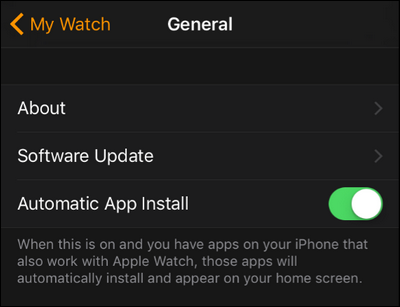 My Watch General
About
Software Update
Automatic App Install
When this is on and you have apps on your iPhone that
also work with Apple Watch, those apps will
automatically install and appear on your home screen.